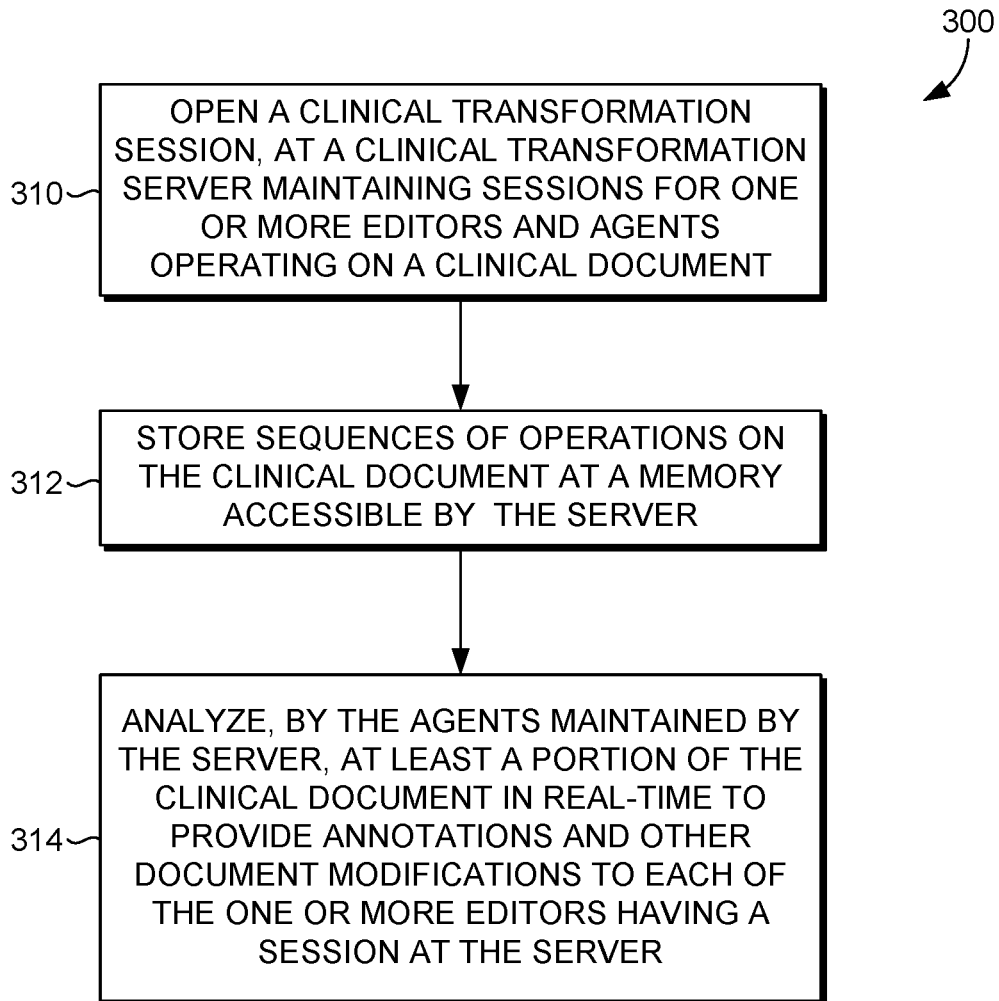 300
OPEN A CLINICAL TRANSFORMATION
SESSION, AT A CLINICAL TRANSFORMATION
SERVER MAINTAINING SESSIONS FOR ONE
OR MORE EDITORS AND AGENTS
OPERATING ON A CLINICAL DOCUMENT
310
STORE SEQUENCES OF OPERATIONS ON
THE CLINICAL DOCUMENT AT A MEMORY
ACCESSIBLE BY THE SERVER
312
ANALYZE, BY THE AGENTS MAINTAINED BY
THE SERVER, AT LEAST A PORTION OF THE
CLINICAL DOCUMENT IN REAL-TIME TO
PROVIDE ANNOTATIONS AND OTHER
DOCUMENT MODIFICATIONS TO EACH OF
THE ONE OR MORE EDITORS HAVING A
SESSION AT THE SERVER
314